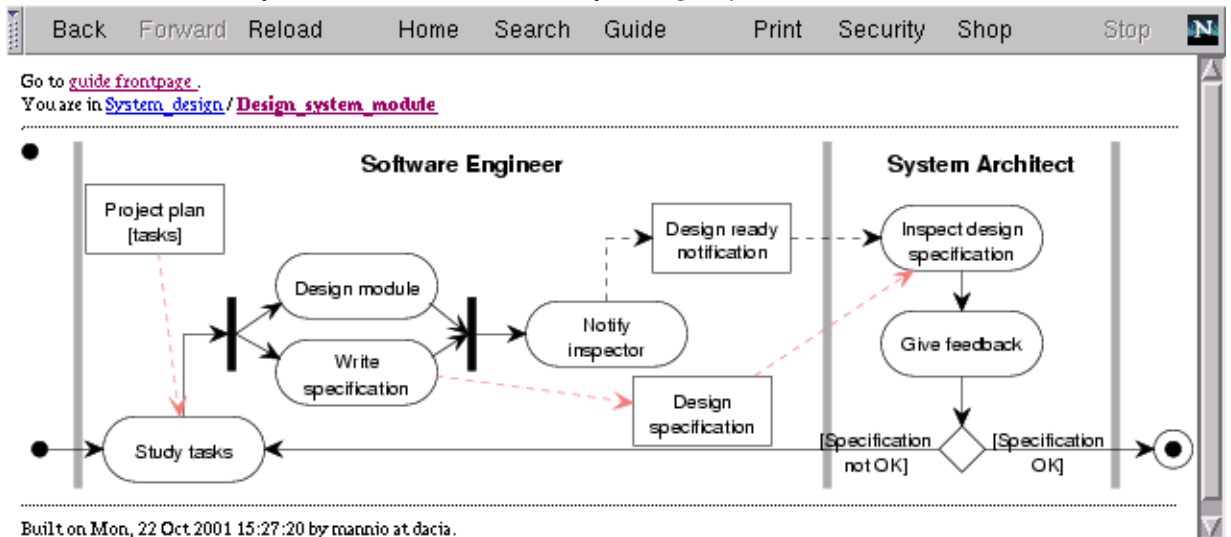 Back Forward Reload Home Search Guide Print Security Shop Stop N
Go to guide frontpage .
You are in System_design / Design_system_module
Software Engineer
System Architect
Project plan
[tasks]
Design ready
notification
Inspect design
specification
Design module
Notify
inspector
Give feedback
Write
specification
Design
specification
Study tasks
[Specification
not OK]
[Specification
OK]
Built on Mon, 22 Oct 2001 15:27:20 by mannio at dacia.